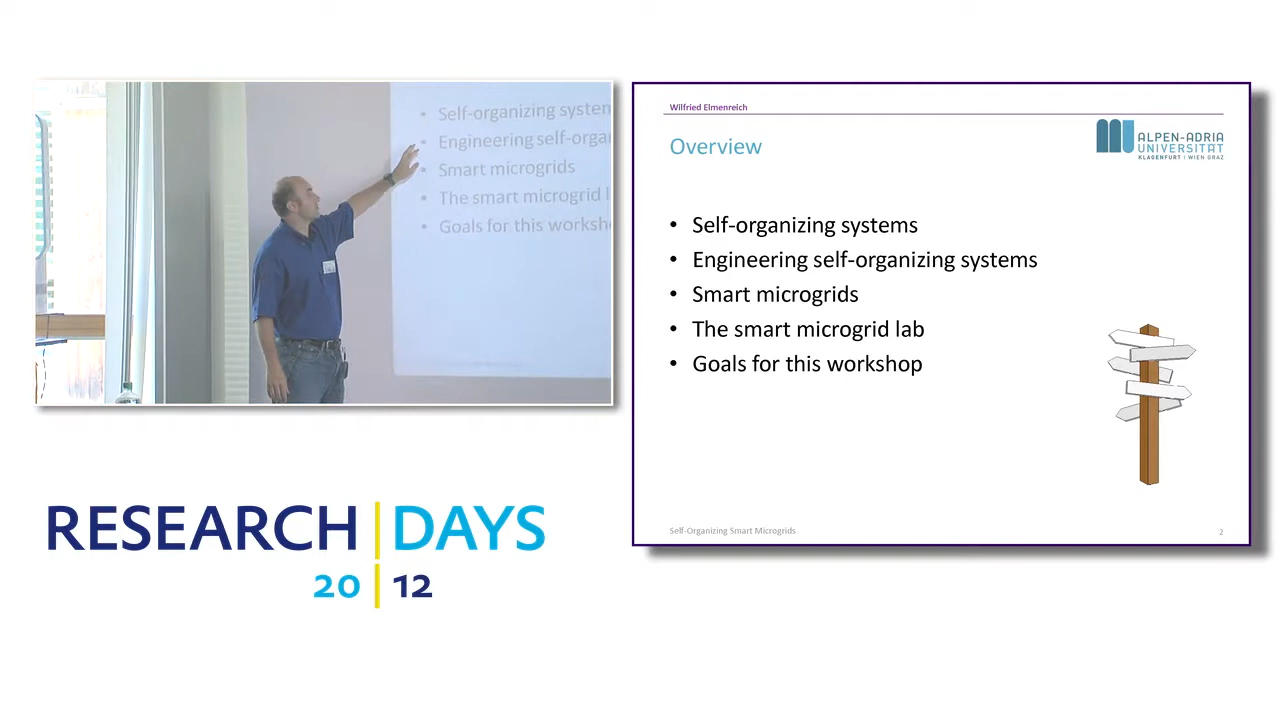 Self-organizing system
Engineering self-orga
Smart microgrids
The smart microgrid l
Goals for this worksh
Wilfried Elmenreich
ALPEN-ADRIA
UNIVERSITÄT
KLAGENFURT | WIEN GRAZ
Overview
• Self-organizing systems
• Engineering self-organizing systems
• Smart microgrids
• The smart microgrid lab
• Goals for this workshop
Self-Organizing Smart Microgrids
2
RESEARCH | DAYS
20 | 12